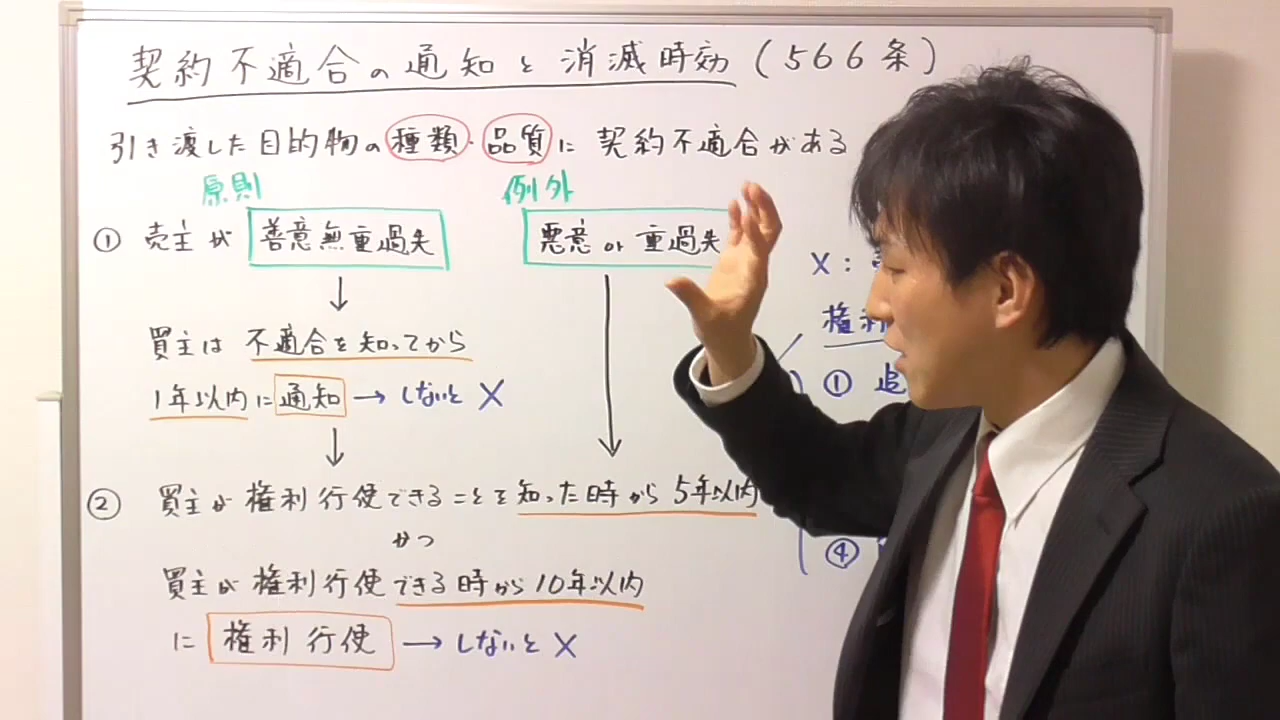 契約不適合の通知と消滅時効(566条)
引き渡した目的物の種類・品質に契約不適合がある
原則
例外
① 売主が 善意無重過失
悪意or重過失
X:
買主は 不適合を知ってから
権利
1年以内に通知→しないとX
① 追
② 買主が権利行使できることを知った時から5年以内
かつ
④
買主が権利行使できる時から10年以内
に 権利行使 →しないとX